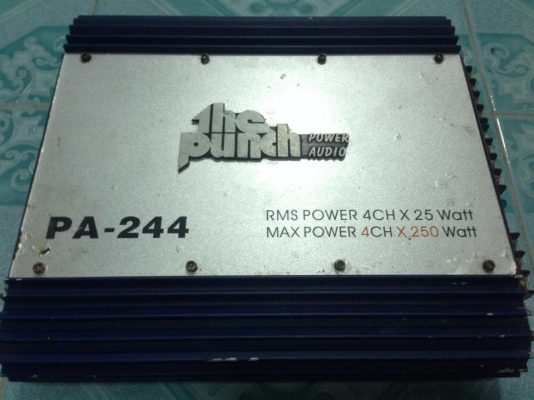 The Punch
POWER
AUDIO
PA-244
RMS POWER 4CH X 25 Watt
MAX POWER 4CH X 250 Watt